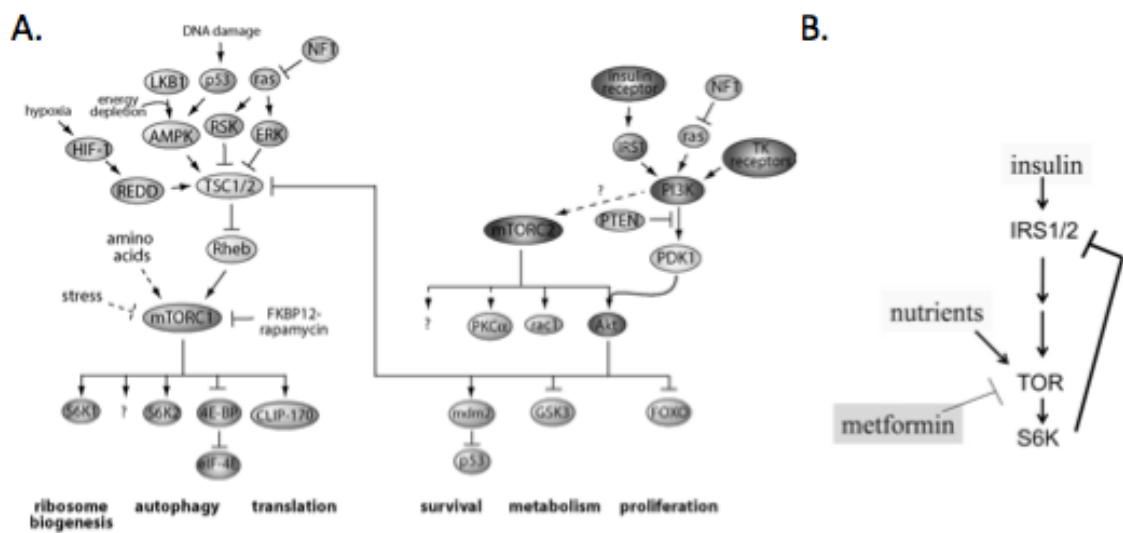 A.
DNA damage
NF1
LKB1
p53
ras
energy
depletion
hypoxia
AMPK
RSK
ERK
HIF-1
REDD
TSC1/2
Rheb
amino
acids
stress
?
mTORC1
FKBP12-
rapamycin
S6K1
?
S6K2
4E-BP
CLIP-170
eIF-4E
ribosome
biogenesis
autophagy
translation
Insulin
receptor
NF1
IRS1
ras
TK
receptors
PI3K
?
mTORC2
PTEN
PDK1
?
PKCα
rac1
Akt
mdm2
GSK3
FOXO
p53
survival
metabolism
proliferation
B.
insulin
IRS1/2
nutrients
TOR
metformin
S6K